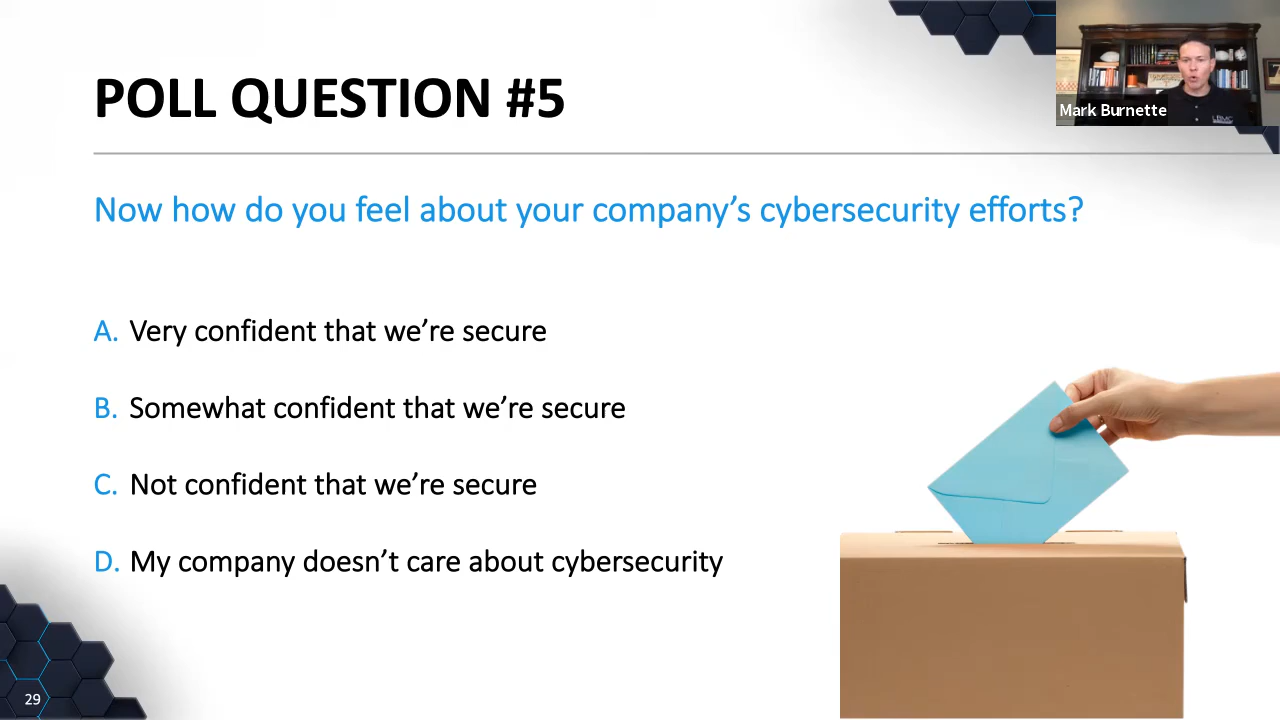 POLL QUESTION #5
Mark Burnette
Now how do you feel about your company's cybersecurity efforts?
A. Very confident that we're secure
B. Somewhat confident that we're secure
C. Not confident that we're secure
D. My company doesn't care about cybersecurity
29
LBMC